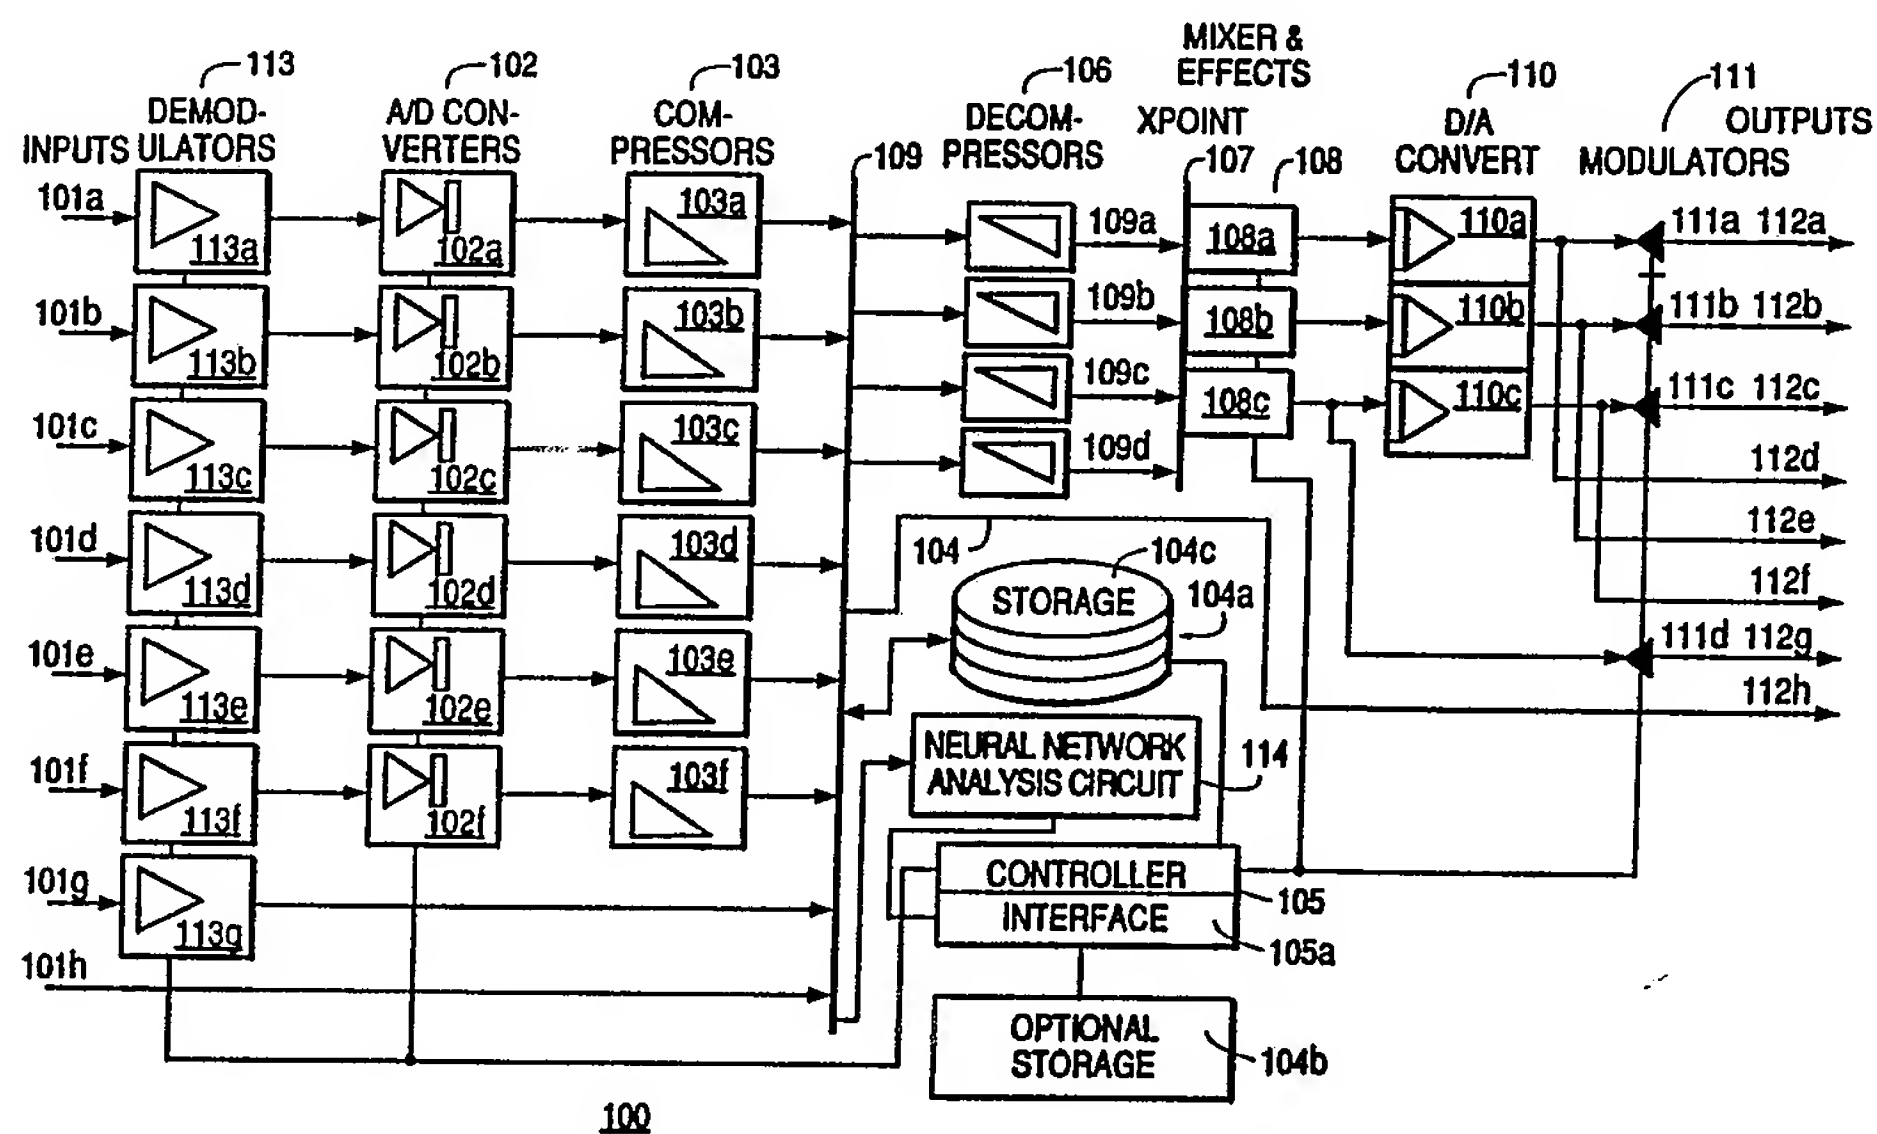 MIXER &
EFFECTS
113
102
103
106
110
111
DEMOD-
ULATORS
A/D CON-
VERTERS
COM-
PRESSORS
DECOM-
PRESSORS
XPOINT
D/A
CONVERT
MODULATORS
OUTPUTS
INPUTS
109
107
108
101a
113a
102a
103a
109a
108a
110a
111a
112a
101b
113b
102b
103b
109b
108b
110b
111b
112b
101c
113c
102c
103c
109c
108c
110c
111c
112c
109d
112d
101d
113d
102d
103d
104
104c
112e
STORAGE
104a
112f
101e
113e
102e
103e
111d
112g
112h
101f
113f
102f
103f
NEURAL NETWORK
ANALYSIS CIRCUIT
114
101g
113g
CONTROLLER
105
INTERFACE
105a
101h
OPTIONAL
STORAGE
104b
100